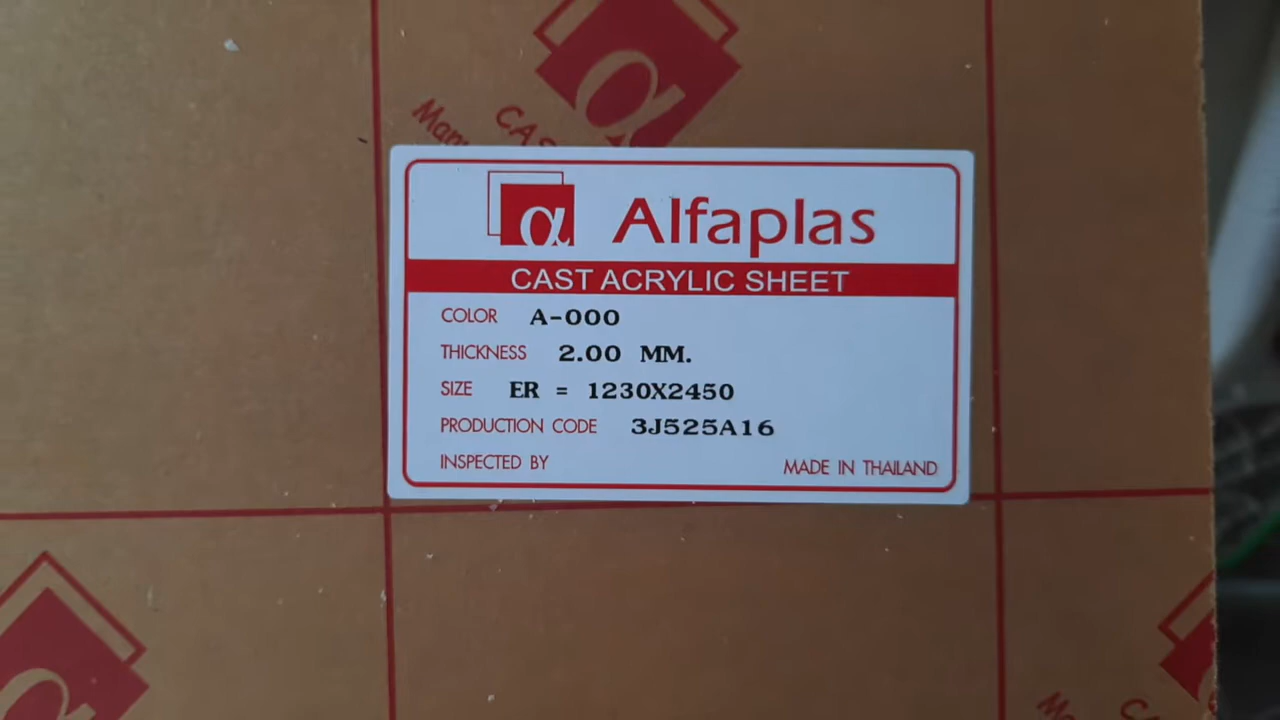 α
CAS
α Alfaplas
CAST ACRYLIC SHEET
COLOR A-000
THICKNESS 2.00 MM.
SIZE ER = 1230X2450
PRODUCTION CODE 3J525A16
INSPECTED BY
MADE IN THAILAND
α